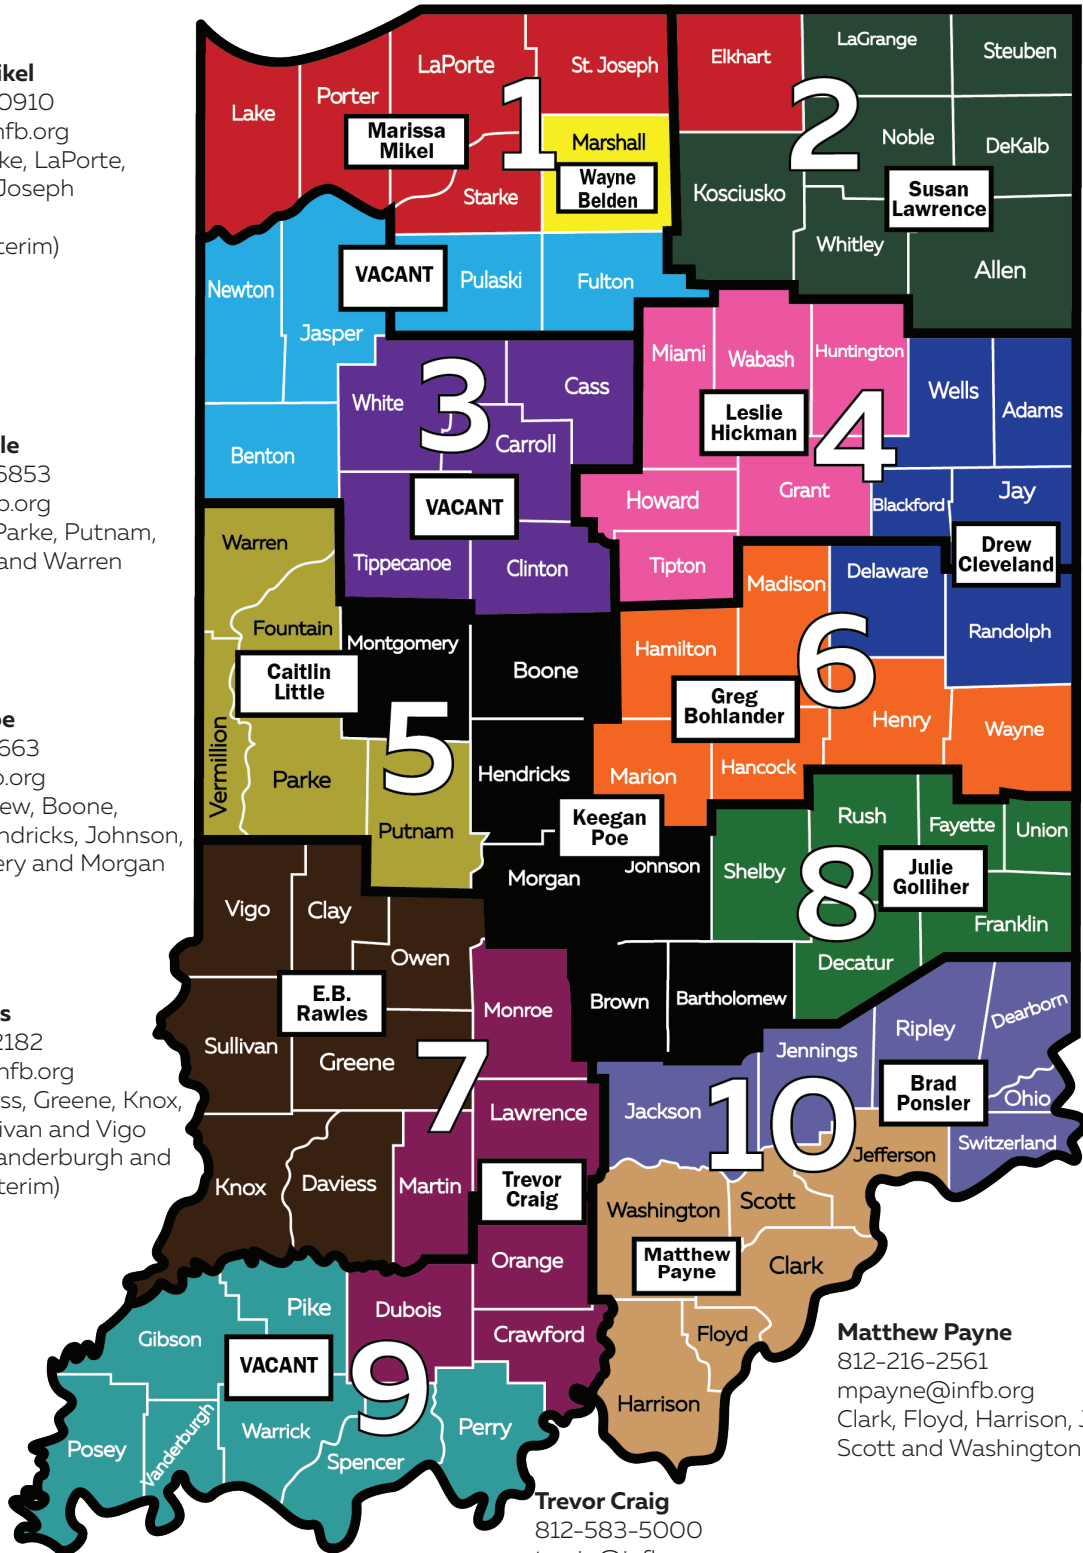 ikel
0910
nfb.org
ke, LaPorte,
Joseph
terim)
le
6853
b.org
Parke, Putnam,
and Warren
oe
663
b.org
ew, Boone,
ndricks, Johnson,
ery and Morgan
s
2182
nfb.org
ss, Greene, Knox,
ivan and Vigo
anderburgh and
terim)
Lake
Porter
LaPorte
St. Joseph
Elkhart
LaGrange
Steuben
1
2
Marissa
Mikel
Marshall
Wayne
Belden
Starke
Noble
DeKalb
Kosciusko
Susan
Lawrence
Whitley
Allen
Newton
Jasper
VACANT
Pulaski
Fulton
Benton
White
3
Cass
Carroll
VACANT
Tippecanoe
Clinton
Miami
Wabash
Huntington
Leslie
Hickman
4
Howard
Grant
Tipton
Wells
Adams
Blackford
Jay
Drew
Cleveland
Delaware
Randolph
Warren
Fountain
Caitlin
Little
Vermillion
Parke
5
Putnam
Montgomery
Boone
Hendricks
Keegan
Poe
Morgan
Johnson
Brown
Bartholomew
Madison
Hamilton
6
Greg
Bohlander
Henry
Wayne
Marion
Hancock
Rush
Fayette
Union
Shelby
8
Julie
Golliher
Franklin
Decatur
Vigo
Clay
Owen
E.B.
Rawles
Sullivan
Greene
7
Knox
Daviess
Martin
Monroe
Lawrence
Trevor
Craig
Orange
Dubois
Crawford
Jennings
Ripley
Dearborn
Jackson
10
Brad
Ponsler
Ohio
Switzerland
Jefferson
Washington
Scott
Matthew
Payne
Clark
Floyd
Harrison
Pike
Gibson
VACANT
9
Posey
Vanderburgh
Warrick
Spencer
Perry
Matthew Payne
812-216-2561
mpayne@infb.org
Clark, Floyd, Harrison, J
Scott and Washington
Trevor Craig
812-583-5000